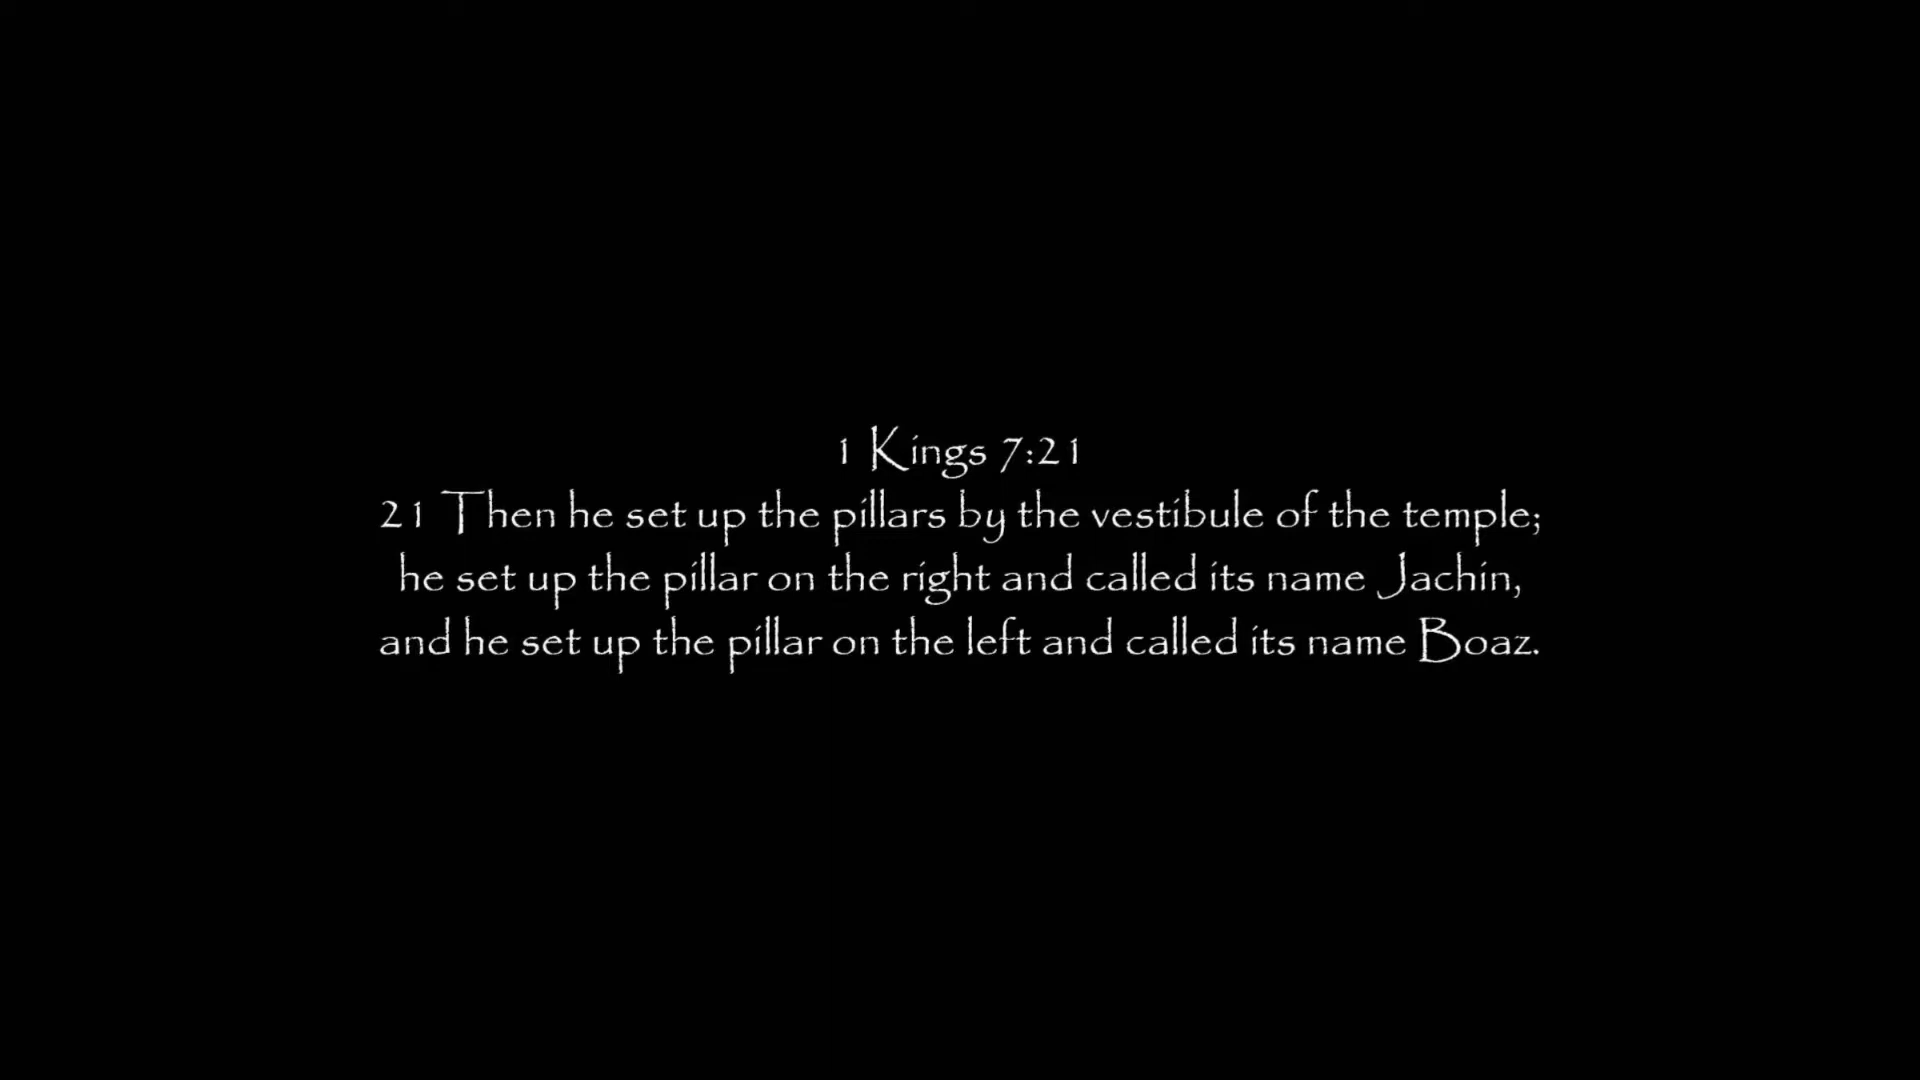 1 Kings 7:21
21 Then he set up the pillars by the vestibule of the temple;
he set up the pillar on the right and called its name Jachin,
and he set up the pillar on the left and called its name Boaz.